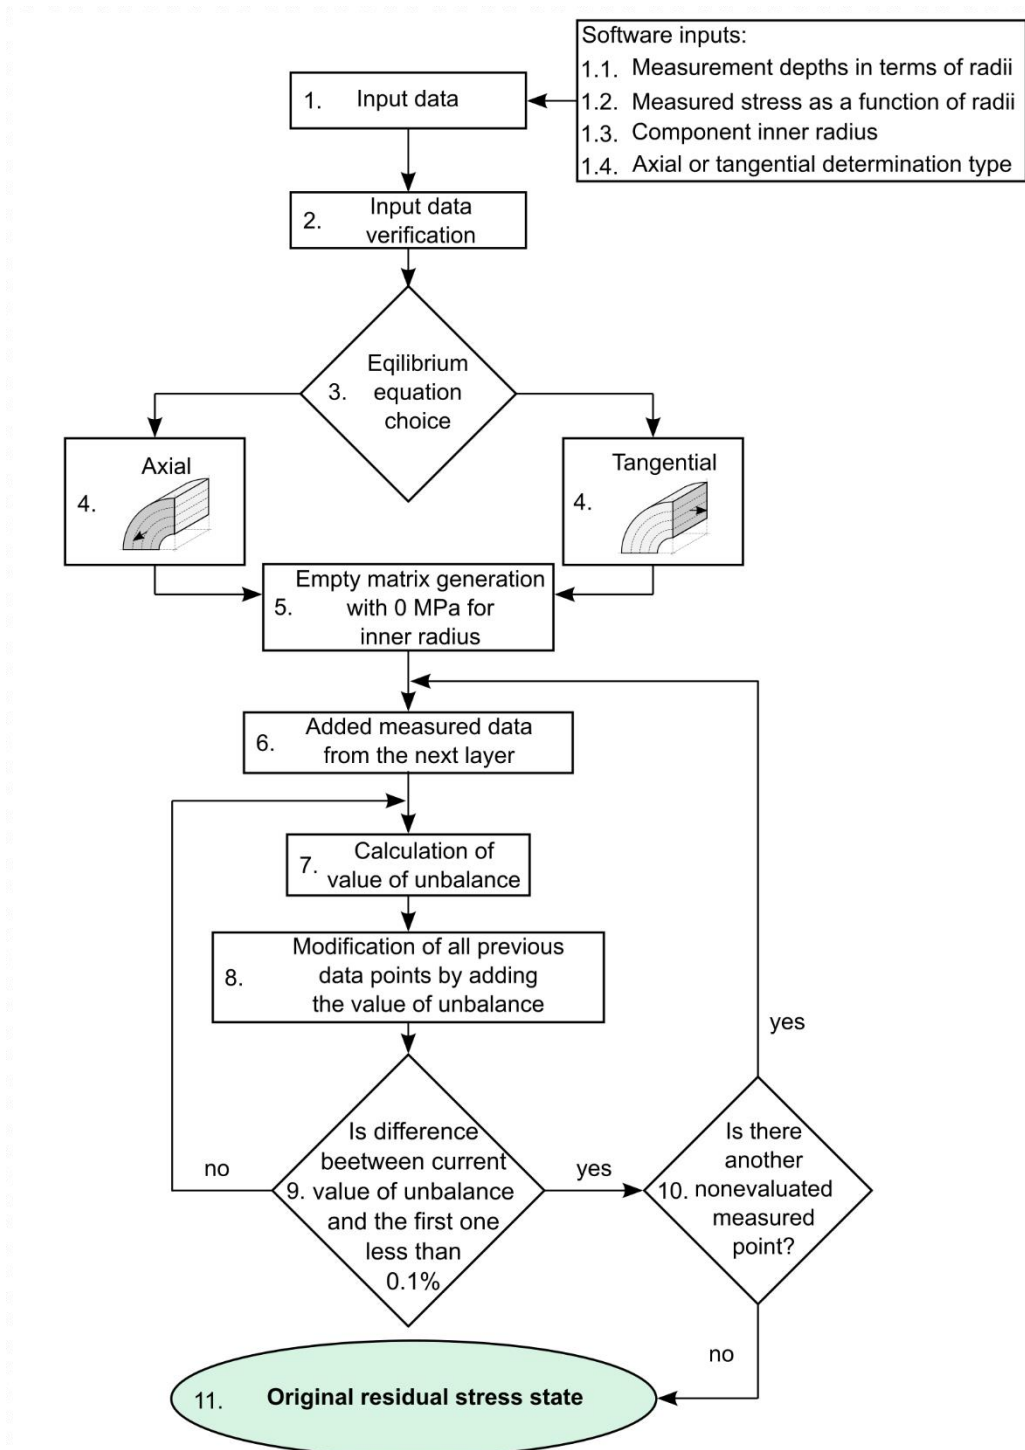 Software inputs:
1.1. Measurement depths in terms of radii
1.2. Measured stress as a function of radii
1.3. Component inner radius
1.4. Axial or tangential determination type
1. Input data
2. Input data
verification
Eqilibrium
3. equation
choice
Axial
4.
Tangential
4.
Empty matrix generation
5. with 0 MPa for
inner radius
6. Added measured data
from the next layer
7. Calculation of
value of unbalance
Modification of all previous
8. data points by adding
the value of unbalance
yes
Is difference
beetween current
9. value of unbalance
and the first one
less than
0.1%
no
yes
Is there
another
10. nonevaluated
measured
point?
no
11. Original residual stress state